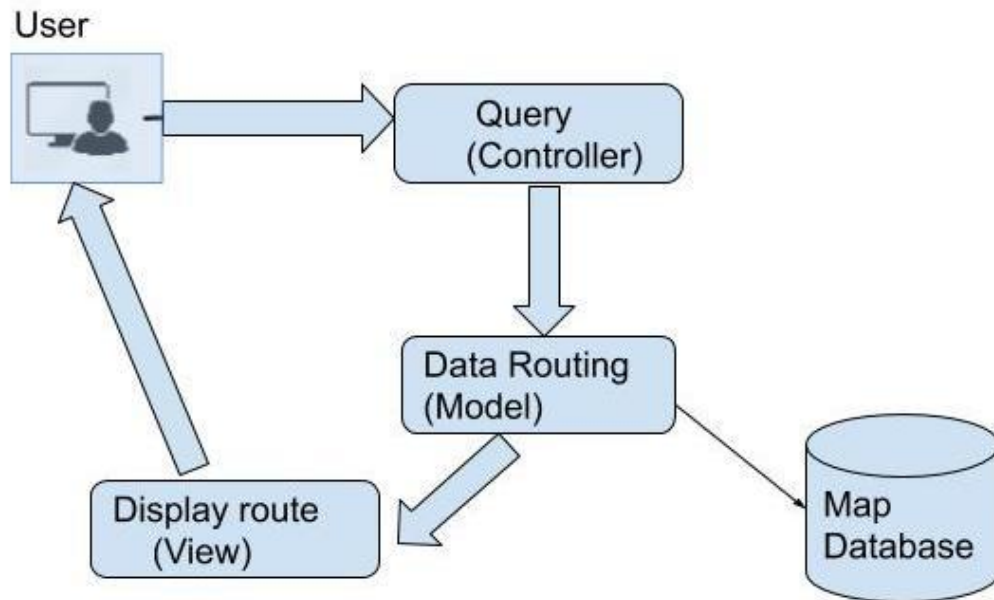 User
Query
(Controller)
Data Routing
(Model)
Display route
(View)
Map
Database